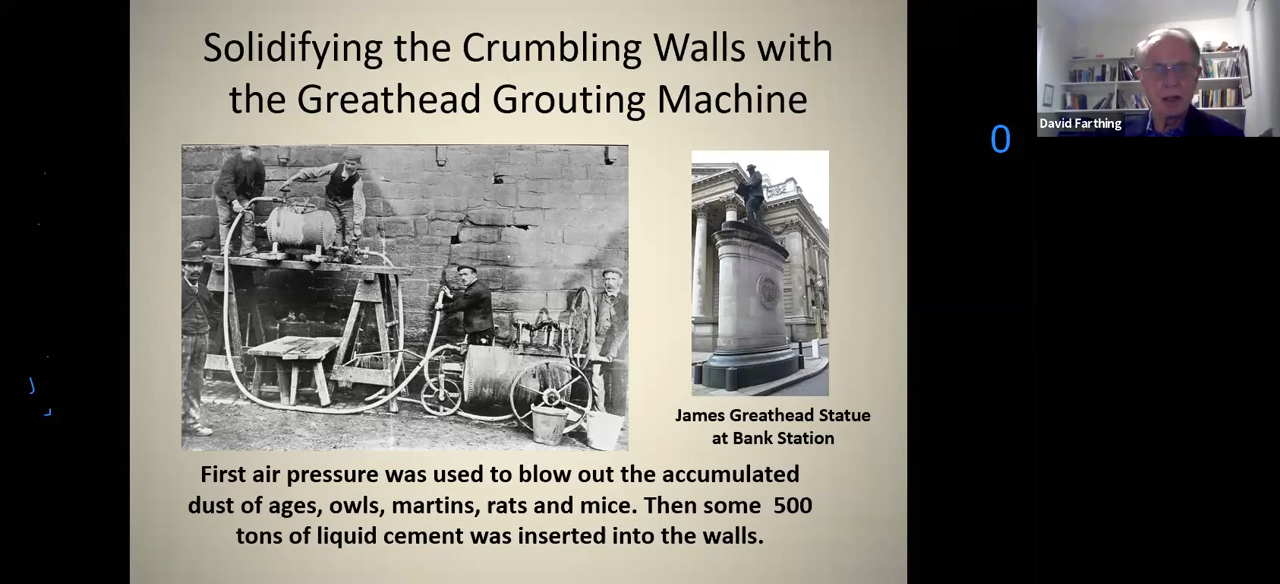 Solidifying the Crumbling Walls with
the Greathead Grouting Machine
David Farthing
James Greathead Statue
at Bank Station
First air pressure was used to blow out the accumulated
dust of ages, owls, martins, rats and mice. Then some 500
tons of liquid cement was inserted into the walls.